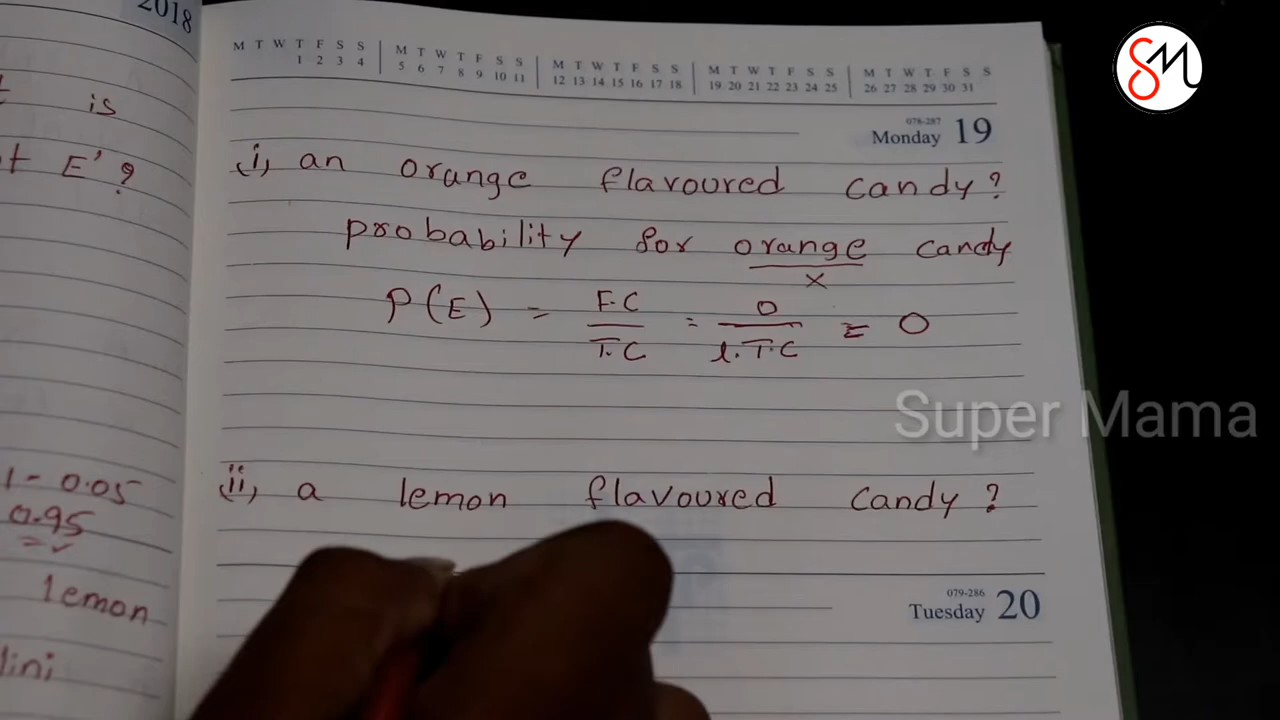 2018
is
E' ?
1 - 0.05
0.95
lemon
M T W T F S S
1 2 3 4
M T W T F S S
5 6 7 8 9 10 11
M T W T F S S
12 13 14 15 16 17 18
M T W T F S S
19 20 21 22 23 24 25
M T W T F S S
26 27 28 29 30 31
078-287
Monday 19
(i) an orange flavoured candy?
probability for orange candy
x
P(E) = F.C / T.C = 0 / l.T.C = 0
(ii) a lemon flavoured candy?
079-286
Tuesday 20
SM
Super Mama